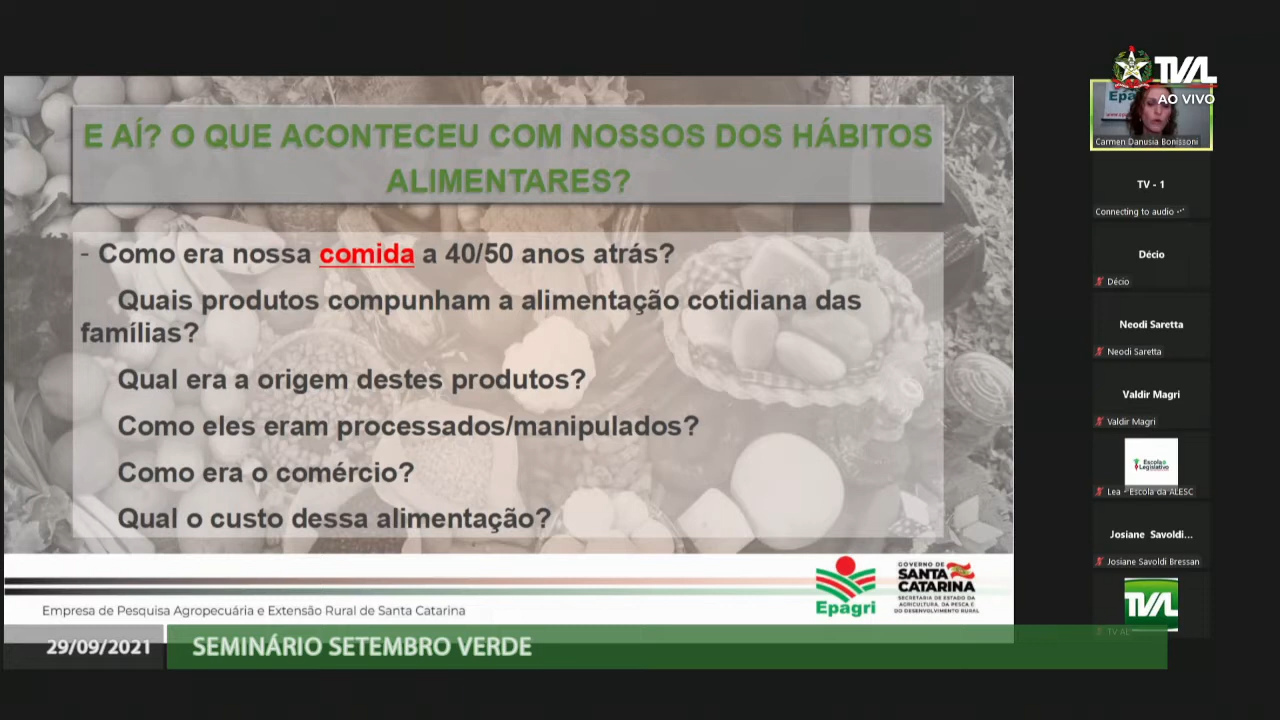 E AÍ? O QUE ACONTECEU COM NOSSOS DOS HÁBITOS
ALIMENTARES?
- Como era nossa comida a 40/50 anos atrás?
Quais produtos compunham a alimentação cotidiana das
famílias?
Qual era a origem destes produtos?
Como eles eram processados/manipulados?
Como era o comércio?
Qual o custo dessa alimentação?
Empresa de Pesquisa Agropecuária e Extensão Rural de Santa Catarina
Epagri
GOVERNO DE
SANTA
CATARINA
SECRETARIA DE ESTADO DA
AGRICULTURA, DA PESCA E
DO DESENVOLVIMENTO RURAL
29/09/2021
SEMINÁRIO SETEMBRO VERDE
TVAL
AO VIVO
Carmen Danusia Bonissoni
TV - 1
Connecting to audio
Décio
Décio
Neodi Saretta
Neodi Saretta
Valdir Magri
Valdir Magri
Escola
Legislativo
Lea - Escola da ALESC
Josiane Savoldi...
Josiane Savoldi Bressan
TVAL
TV AL